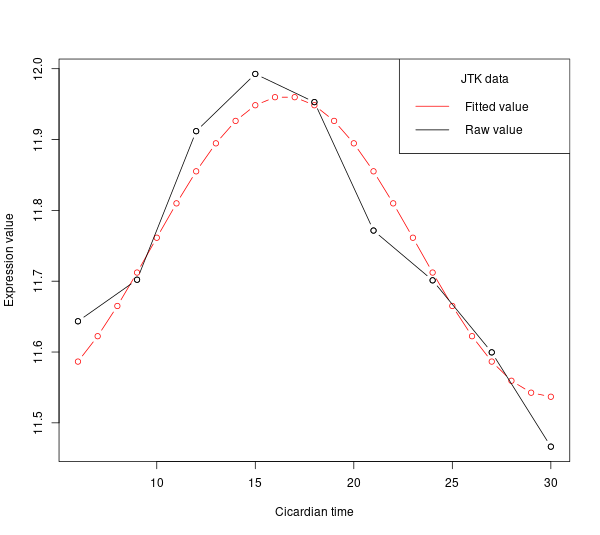 JTK data
Fitted value
Raw value
Expression value
12.0
11.9
11.8
11.7
11.6
11.5
10 15 20 25 30
Cicardian time